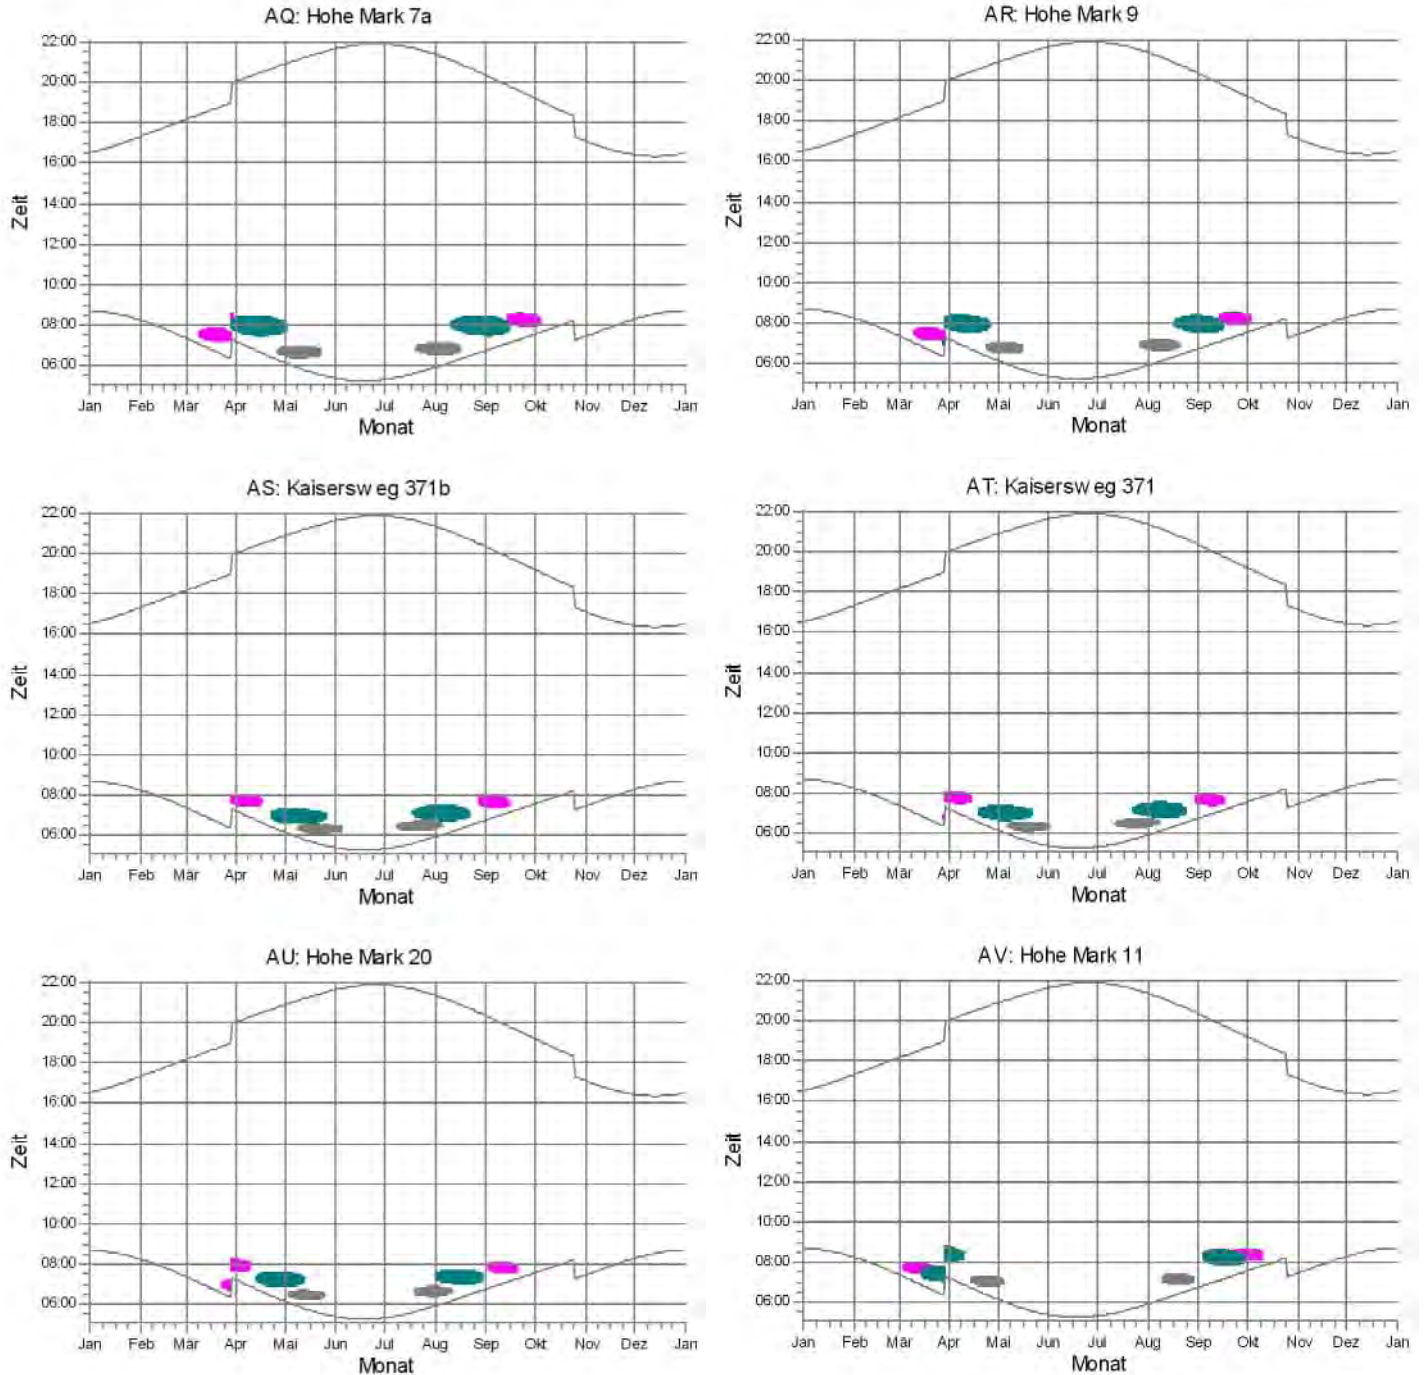 AQ: Hohe Mark 7a
22:00
20:00
18:00
16:00
14:00
12:00
10:00
08:00
06:00
Zeit
Jan Feb Mär Apr Mai Jun Jul Aug Sep Okt Nov Dez Jan
Monat
AR: Hohe Mark 9
22:00
20:00
18:00
16:00
14:00
12:00
10:00
08:00
06:00
Zeit
Jan Feb Mär Apr Mai Jun Jul Aug Sep Okt Nov Dez Jan
Monat
AS: Kaisersweg 371b
22:00
20:00
18:00
16:00
14:00
12:00
10:00
08:00
06:00
Zeit
Jan Feb Mär Apr Mai Jun Jul Aug Sep Okt Nov Dez Jan
Monat
AT: Kaisersweg 371
22:00
20:00
18:00
16:00
14:00
12:00
10:00
08:00
06:00
Zeit
Jan Feb Mär Apr Mai Jun Jul Aug Sep Okt Nov Dez Jan
Monat
AU: Hohe Mark 20
22:00
20:00
18:00
16:00
14:00
12:00
10:00
08:00
06:00
Zeit
Jan Feb Mär Apr Mai Jun Jul Aug Sep Okt Nov Dez Jan
Monat
AV: Hohe Mark 11
22:00
20:00
18:00
16:00
14:00
12:00
10:00
08:00
06:00
Zeit
Jan Feb Mär Apr Mai Jun Jul Aug Sep Okt Nov Dez Jan
Monat